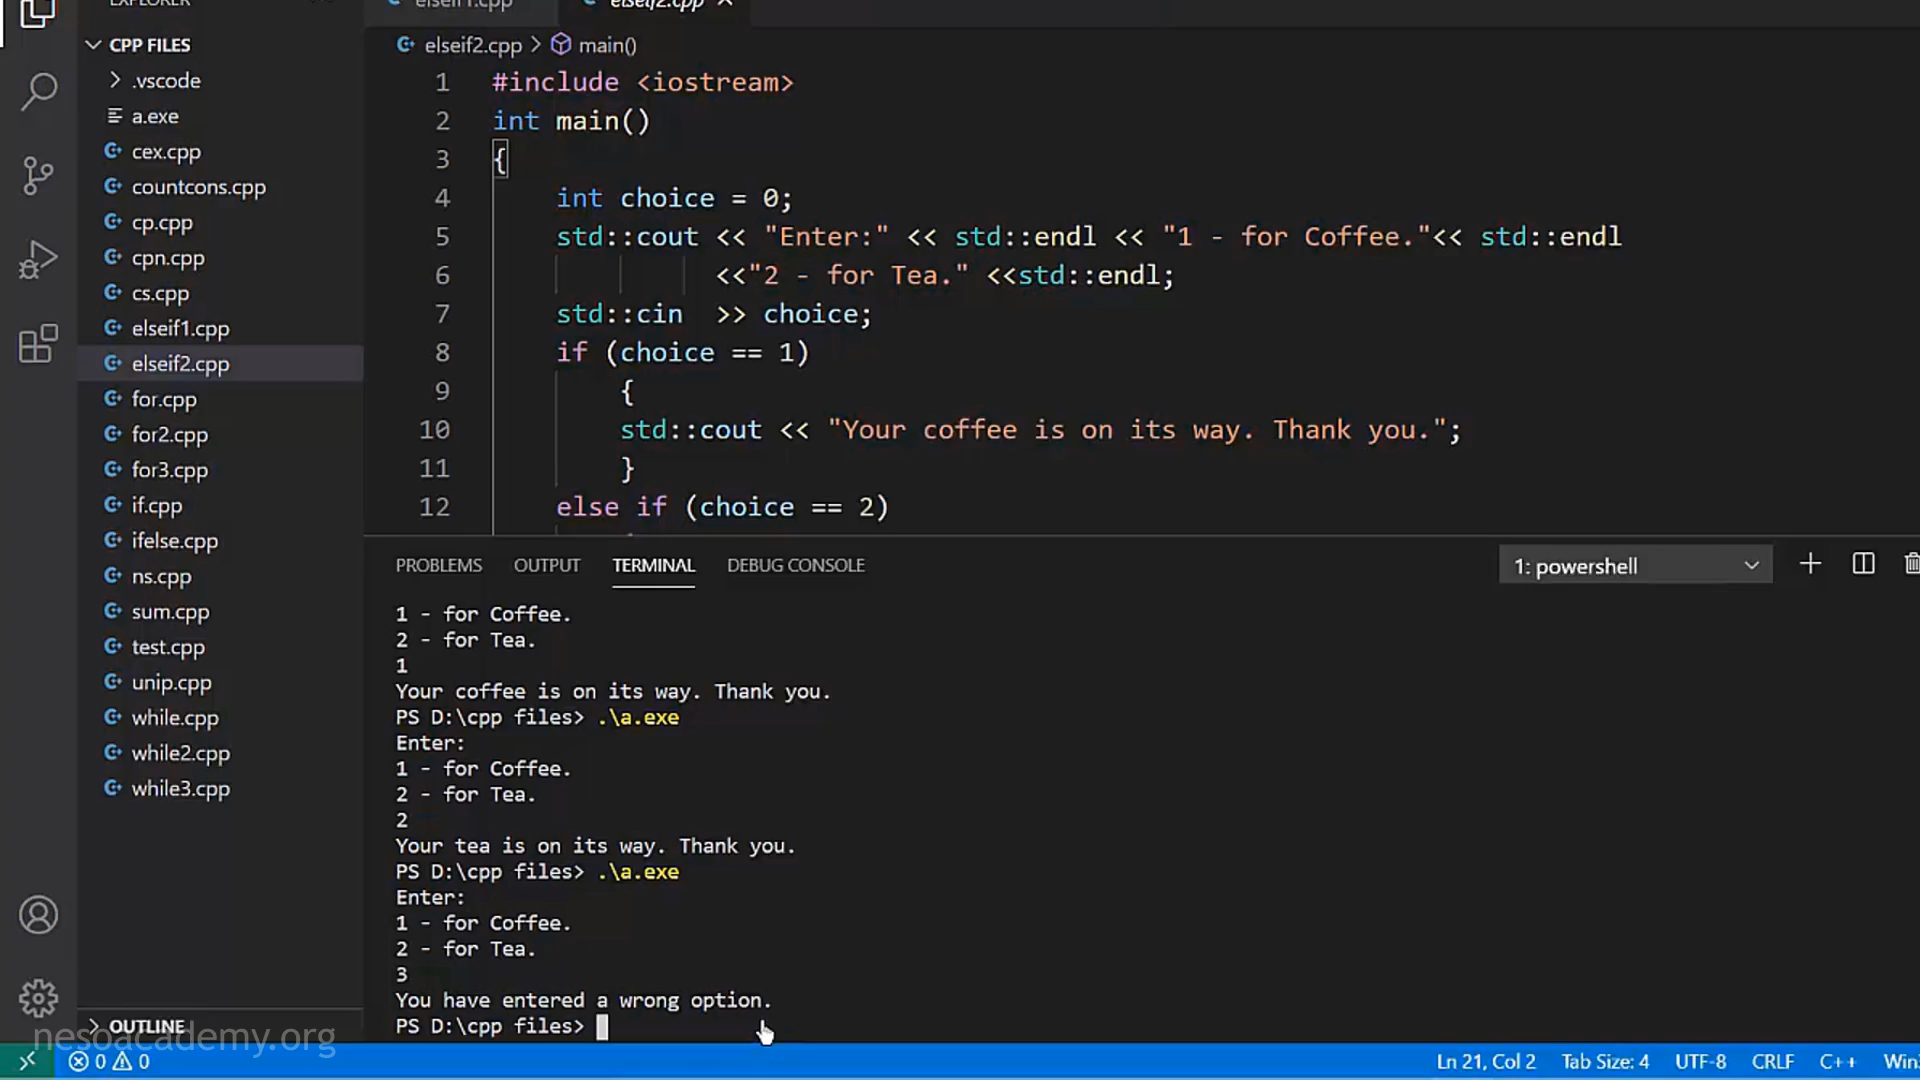 EXPLORER
elseif1.cpp elseif2.cpp
CPP FILES
.vscode
a.exe
cex.cpp
countcons.cpp
cp.cpp
cpn.cpp
cs.cpp
elseif1.cpp
elseif2.cpp
for.cpp
for2.cpp
for3.cpp
if.cpp
ifelse.cpp
ns.cpp
sum.cpp
test.cpp
unip.cpp
while.cpp
while2.cpp
while3.cpp
OUTLINE
elseif2.cpp > main()
1 #include <iostream>
2 int main()
3 {
4 int choice = 0;
5 std::cout << "Enter:" << std::endl << "1 - for Coffee."<< std::endl
6 <<"2 - for Tea." <<std::endl;
7 std::cin >> choice;
8 if (choice == 1)
9 {
10 std::cout << "Your coffee is on its way. Thank you.";
11 }
12 else if (choice == 2)
PROBLEMS OUTPUT TERMINAL DEBUG CONSOLE 1: powershell
1 - for Coffee.
2 - for Tea.
1
Your coffee is on its way. Thank you.
PS D:\cpp files> .\a.exe
Enter:
1 - for Coffee.
2 - for Tea.
2
Your tea is on its way. Thank you.
PS D:\cpp files> .\a.exe
Enter:
1 - for Coffee.
2 - for Tea.
3
You have entered a wrong option.
PS D:\cpp files>
nesoacademy.org
0 0 Ln 21, Col 2 Tab Size: 4 UTF-8 CRLF C++